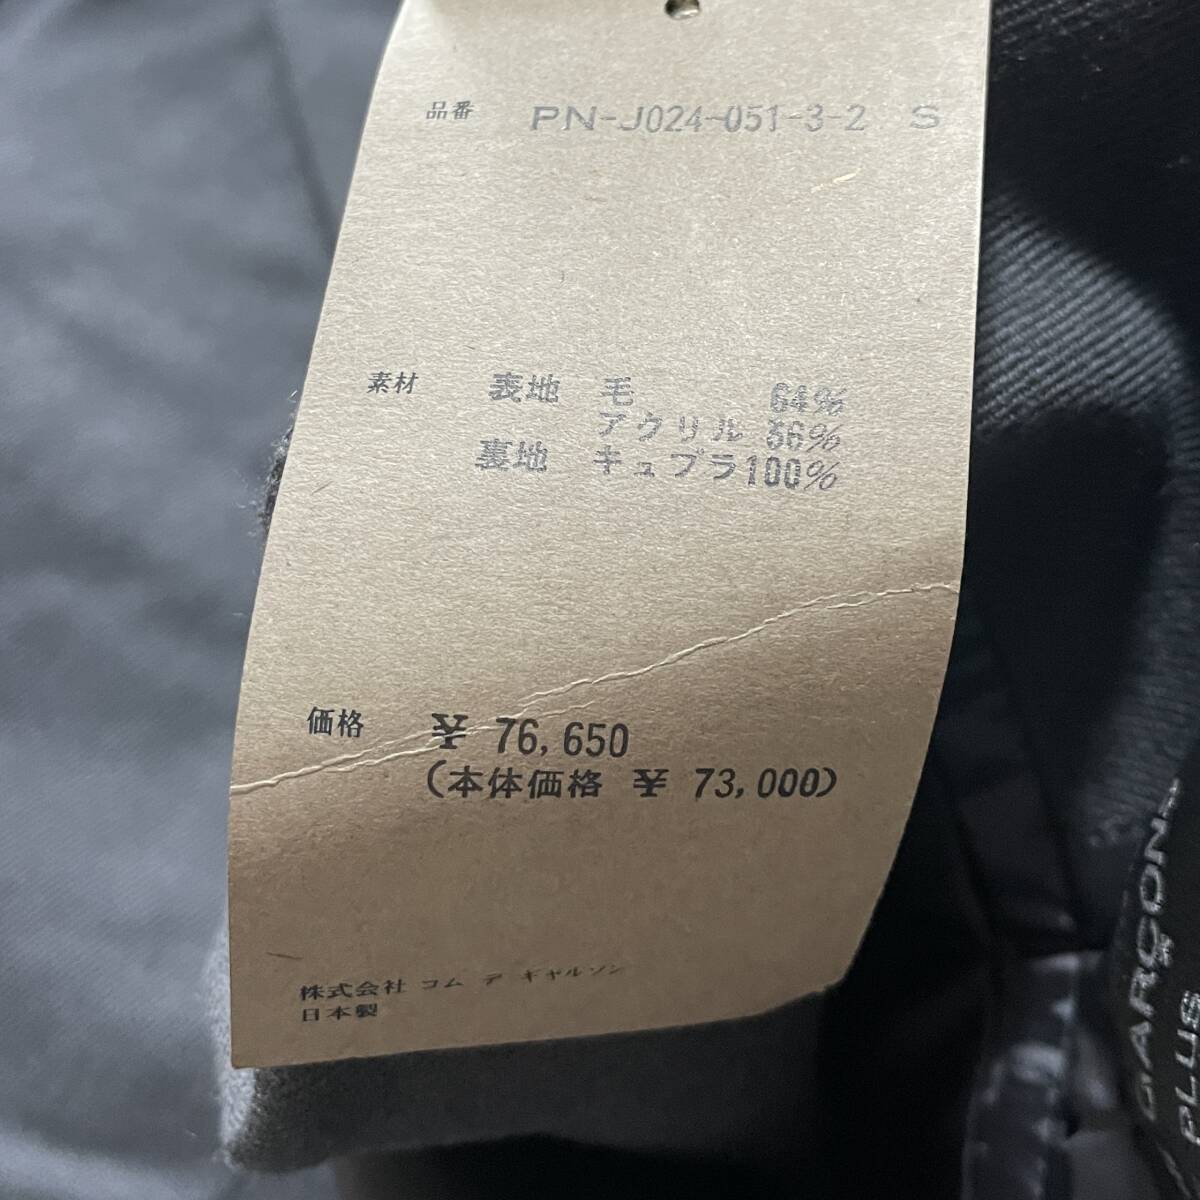 品番 PN-J024-051-3-2 S
素材 表地 毛 64%
アクリル 36%
裏地 キュプラ100%
価格 ¥ 76,650
(本体価格 ¥ 73,000)
株式会社 コム デ ギャルソン
日本製
GARÇONS
PLUS